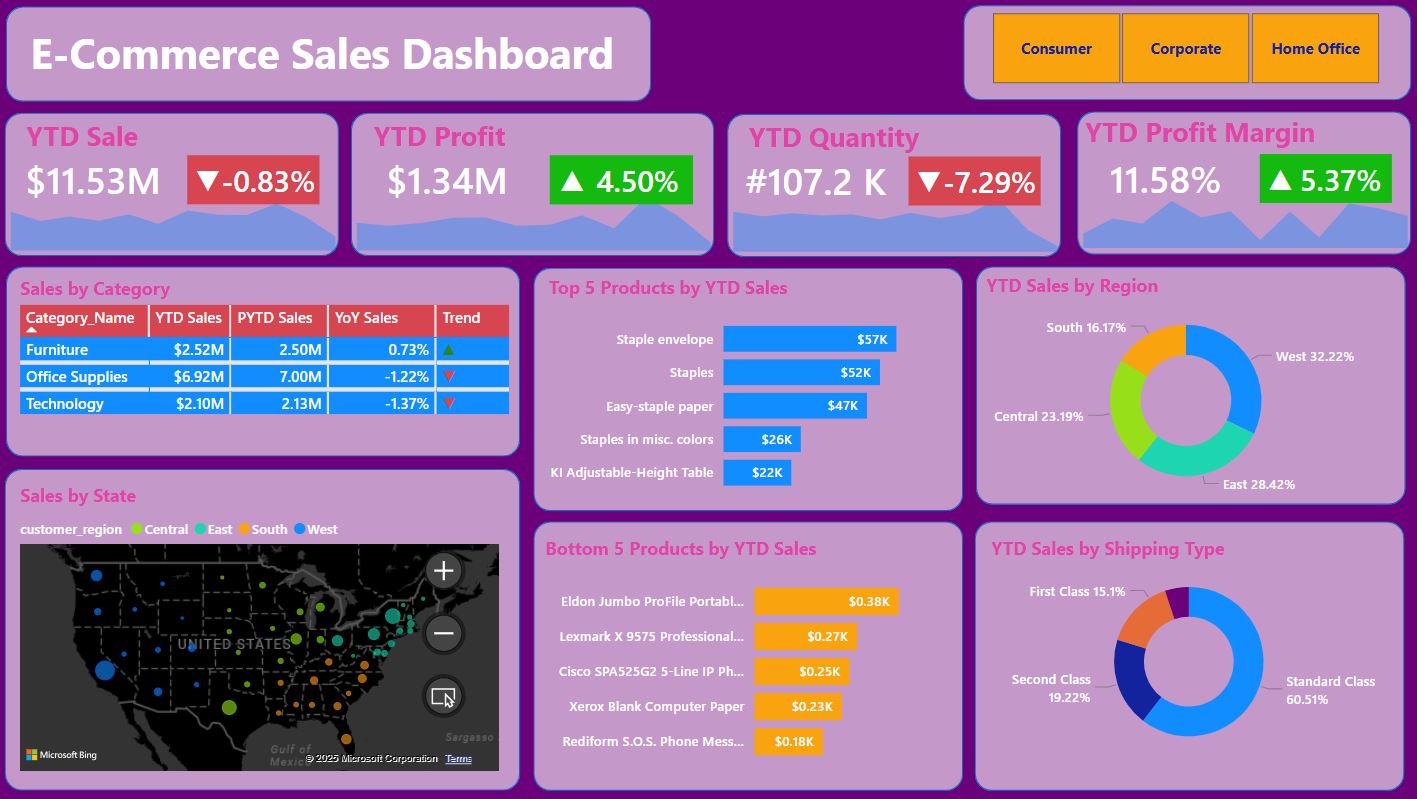 E-Commerce Sales Dashboard
Consumer
Corporate
Home Office
YTD Sale
$11.53M
▼-0.83%
YTD Profit
$1.34M
▲ 4.50%
YTD Quantity
#107.2 K
▼-7.29%
YTD Profit Margin
11.58%
▲ 5.37%
Sales by Category
Category_Name YTD Sales PYTD Sales YoY Sales Trend
Furniture $2.52M 2.50M 0.73% ▲
Office Supplies $6.92M 7.00M -1.22% ▼
Technology $2.10M 2.13M -1.37% ▼
Top 5 Products by YTD Sales
Staple envelope $57K
Staples $52K
Easy-staple paper $47K
Staples in misc. colors $26K
KI Adjustable-Height Table $22K
YTD Sales by Region
South 16.17%
West 32.22%
Central 23.19%
East 28.42%
Sales by State
customer_region Central East South West
UNITED STATES
Gulf of
Mexico
Sargasso
Microsoft Bing
© 2025 Microsoft Corporation Terms
Bottom 5 Products by YTD Sales
Eldon Jumbo ProFile Portabl... $0.38K
Lexmark X 9575 Professional... $0.27K
Cisco SPA525G2 5-Line IP Ph... $0.25K
Xerox Blank Computer Paper $0.23K
Rediform S.O.S. Phone Mess... $0.18K
YTD Sales by Shipping Type
First Class 15.1%
Second Class
19.22%
Standard Class
60.51%